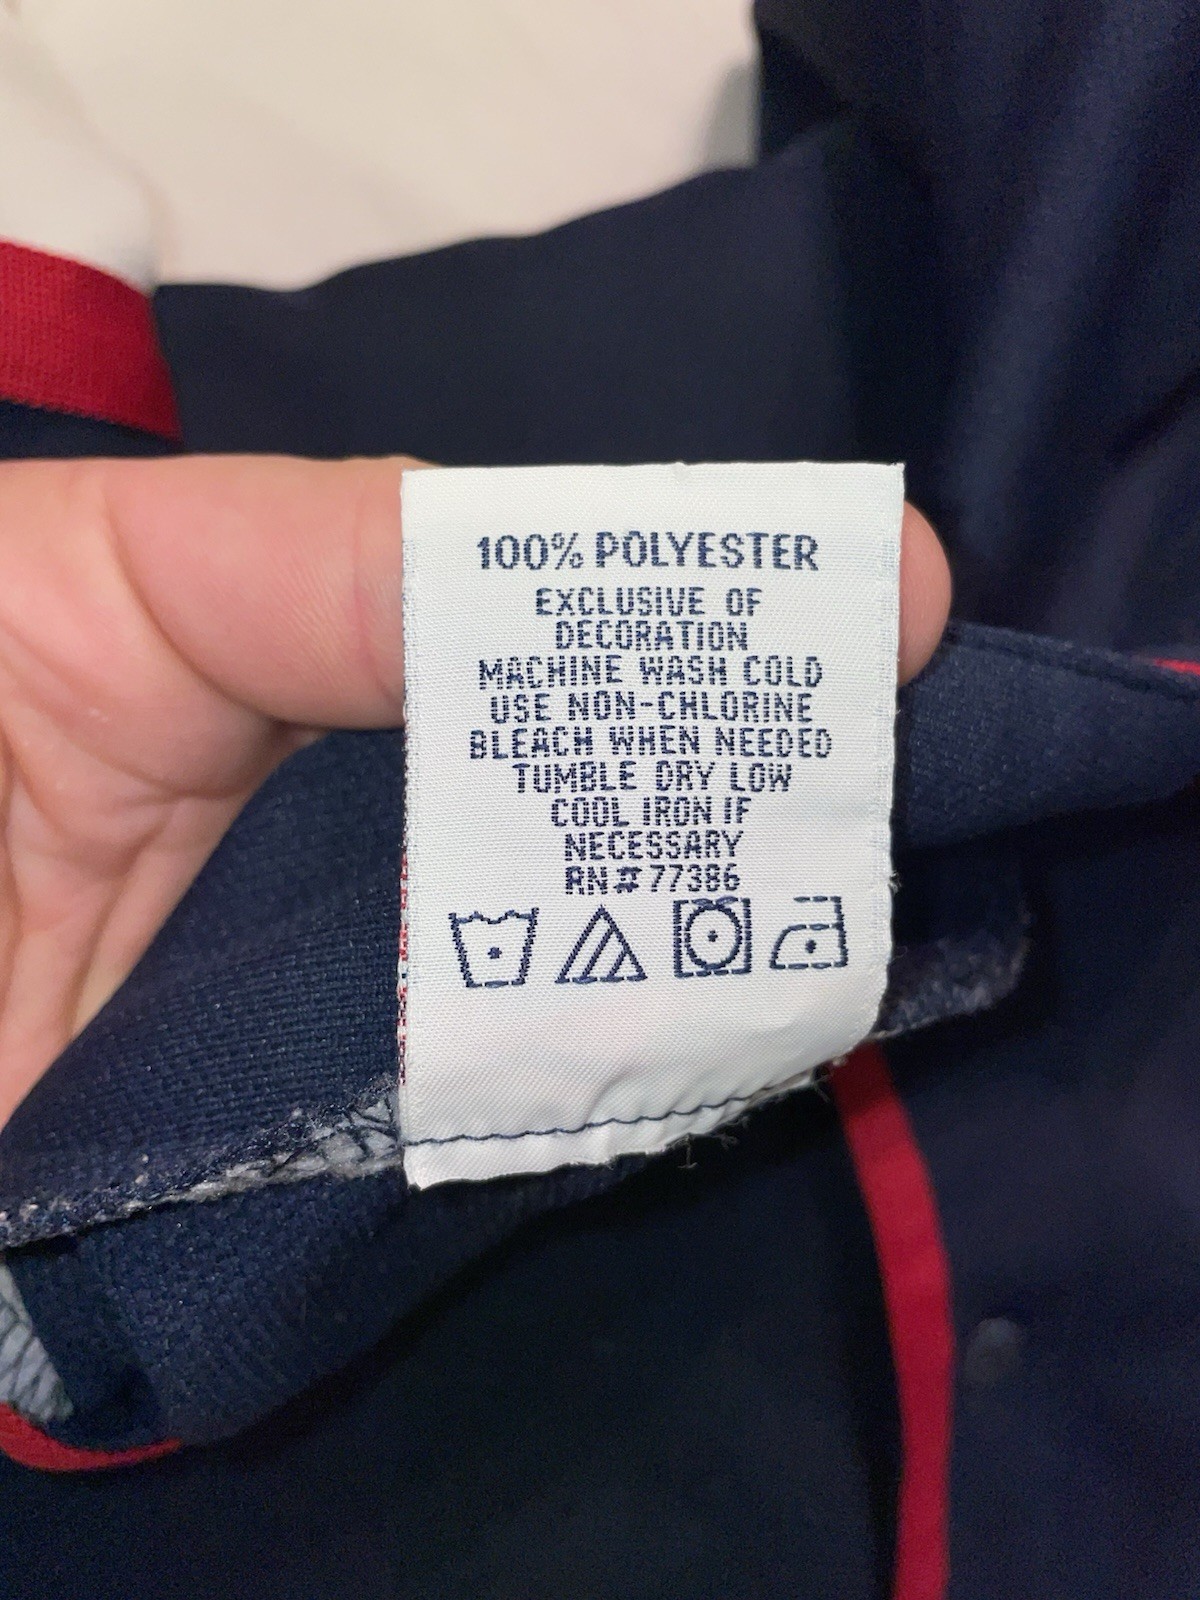 100% POLYESTER
EXCLUSIVE OF
DECORATION
MACHINE WASH COLD
USE NON-CHLORINE
BLEACH WHEN NEEDED
TUMBLE DRY LOW
COOL IRON IF
NECESSARY
RN#77386